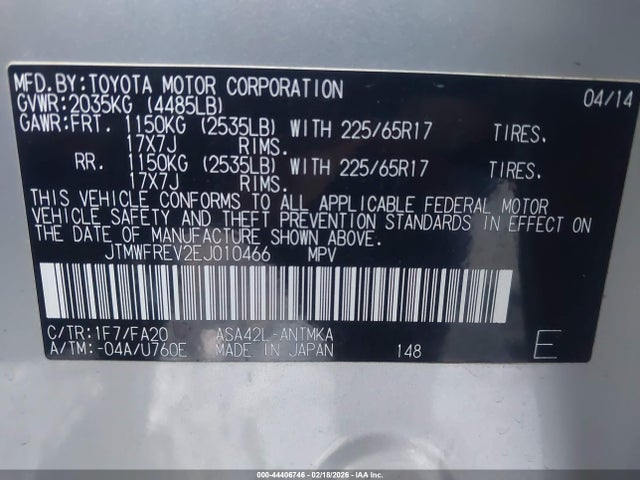 MFD.BY:TOYOTA MOTOR CORPORATION 04/14
GVWR:2035KG (4485LB)
GAWR:FRT. 1150KG (2535LB) WITH 225/65R17 TIRES.
17X7J RIMS.
RR. 1150KG (2535LB) WITH 225/65R17 TIRES.
17X7J RIMS.
THIS VEHICLE CONFORMS TO ALL APPLICABLE FEDERAL MOTOR
VEHICLE SAFETY AND THEFT PREVENTION STANDARDS IN EFFECT ON
THE DATE OF MANUFACTURE SHOWN ABOVE.
JTMWFREV2EJ010466 MPV
C/TR:1F7/FA20 ASA42L-ANTMKA
A/TM:-04A/U760E MADE IN JAPAN 148 E
000-44406746 - 02/18/2026 - IAA Inc.